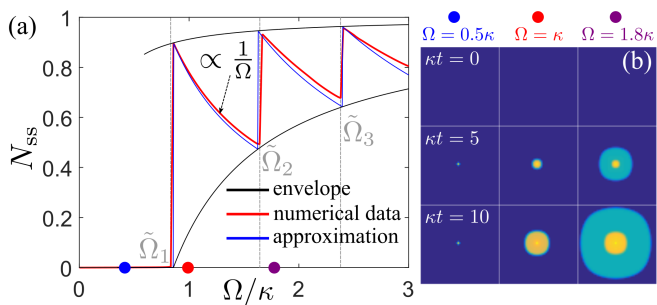 (a)
1
0.8
0.6
0.4
0.2
0
N_ss
∝ 1/Ω
Ω̃_1
Ω̃_2
Ω̃_3
envelope
numerical data
approximation
0 1 2 3
Ω/κ
Ω = 0.5κ Ω = κ Ω = 1.8κ
κt = 0 (b)
κt = 5
κt = 10